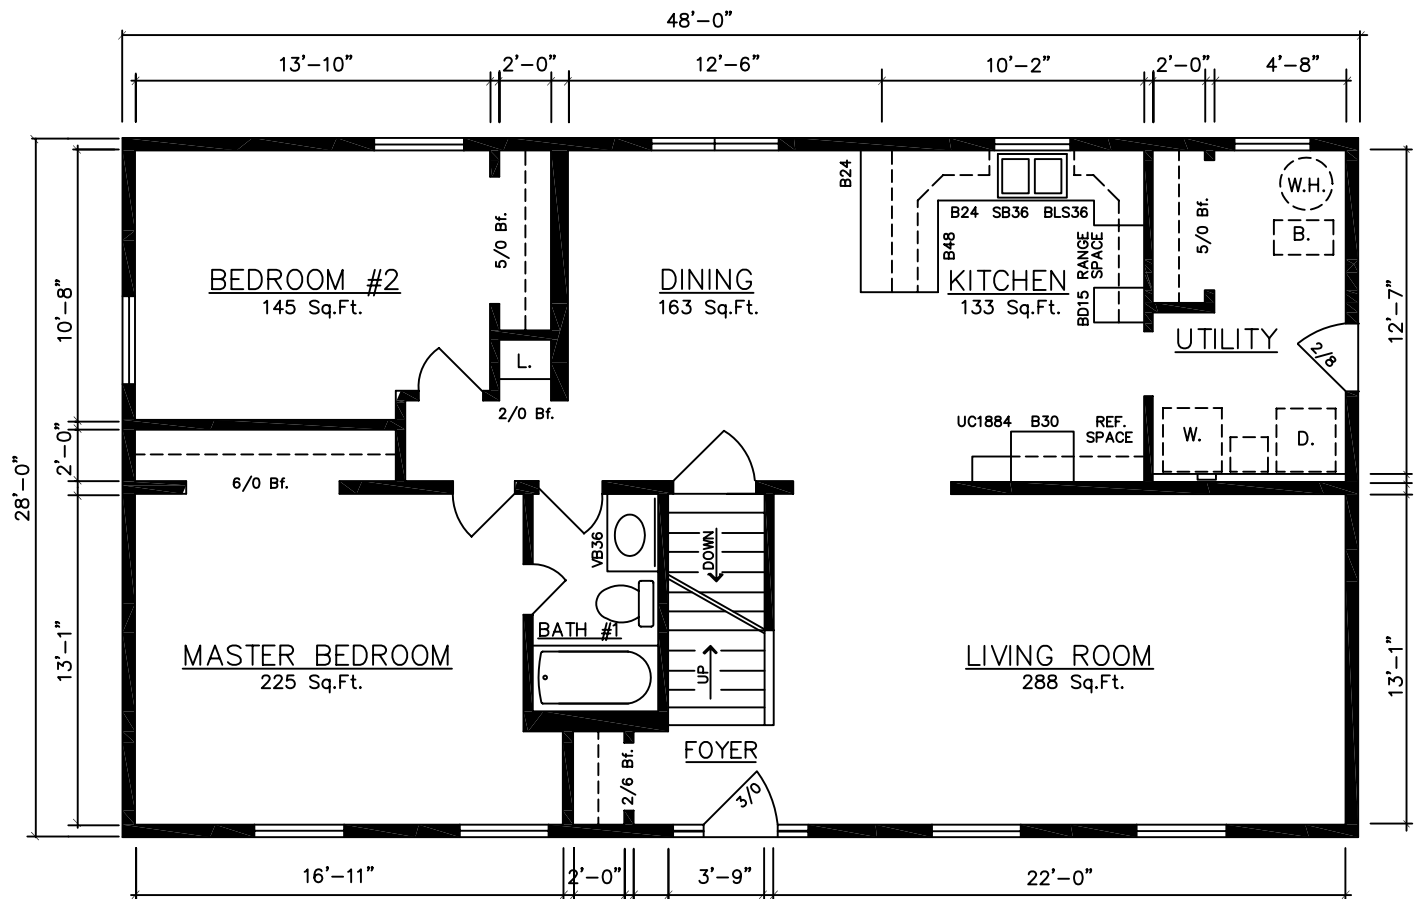 48'-0"
13'-10"
2'-0"
12'-6"
10'-2"
2'-0"
4'-8"
28'-0"
10'-8"
2'-0"
13'-1"
BEDROOM #2
145 Sq.Ft.
5/0 Bf.
L.
2/0 Bf.
6/0 Bf.
DINING
163 Sq.Ft.
B24
B24
SB36
BLS36
B48
RANGE
SPACE
BD15
KITCHEN
133 Sq.Ft.
UC1884
B30
REF.
SPACE
5/0 Bf.
W.H.
B.
UTILITY
2/8
W.
D.
12'-7"
13'-1"
MASTER BEDROOM
225 Sq.Ft.
VB36
BATH #1
DOWN
UP
LIVING ROOM
288 Sq.Ft.
FOYER
2/6 Bf.
3/0
16'-11"
2'-0"
3'-9"
22'-0"